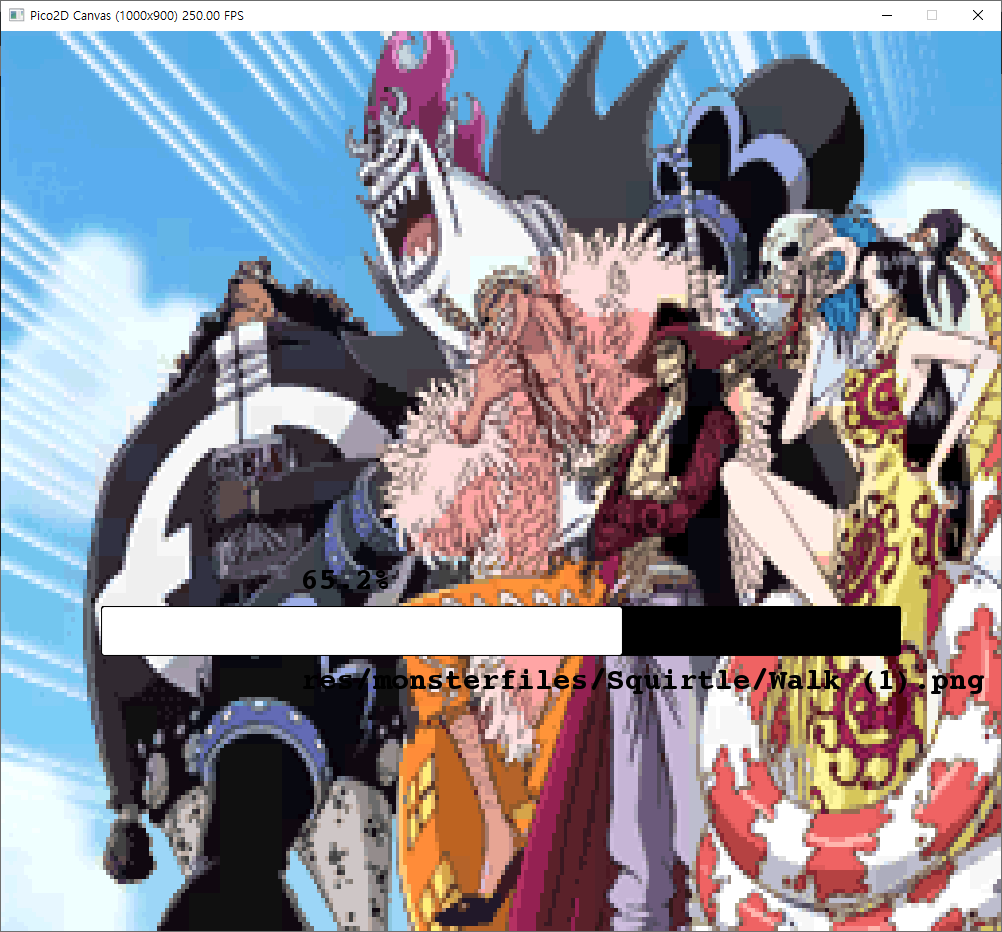 Pico2D Canvas (1000x900) 250.00 FPS
65.2%
res/monsterfiles/Squirtle/Walk (1).png